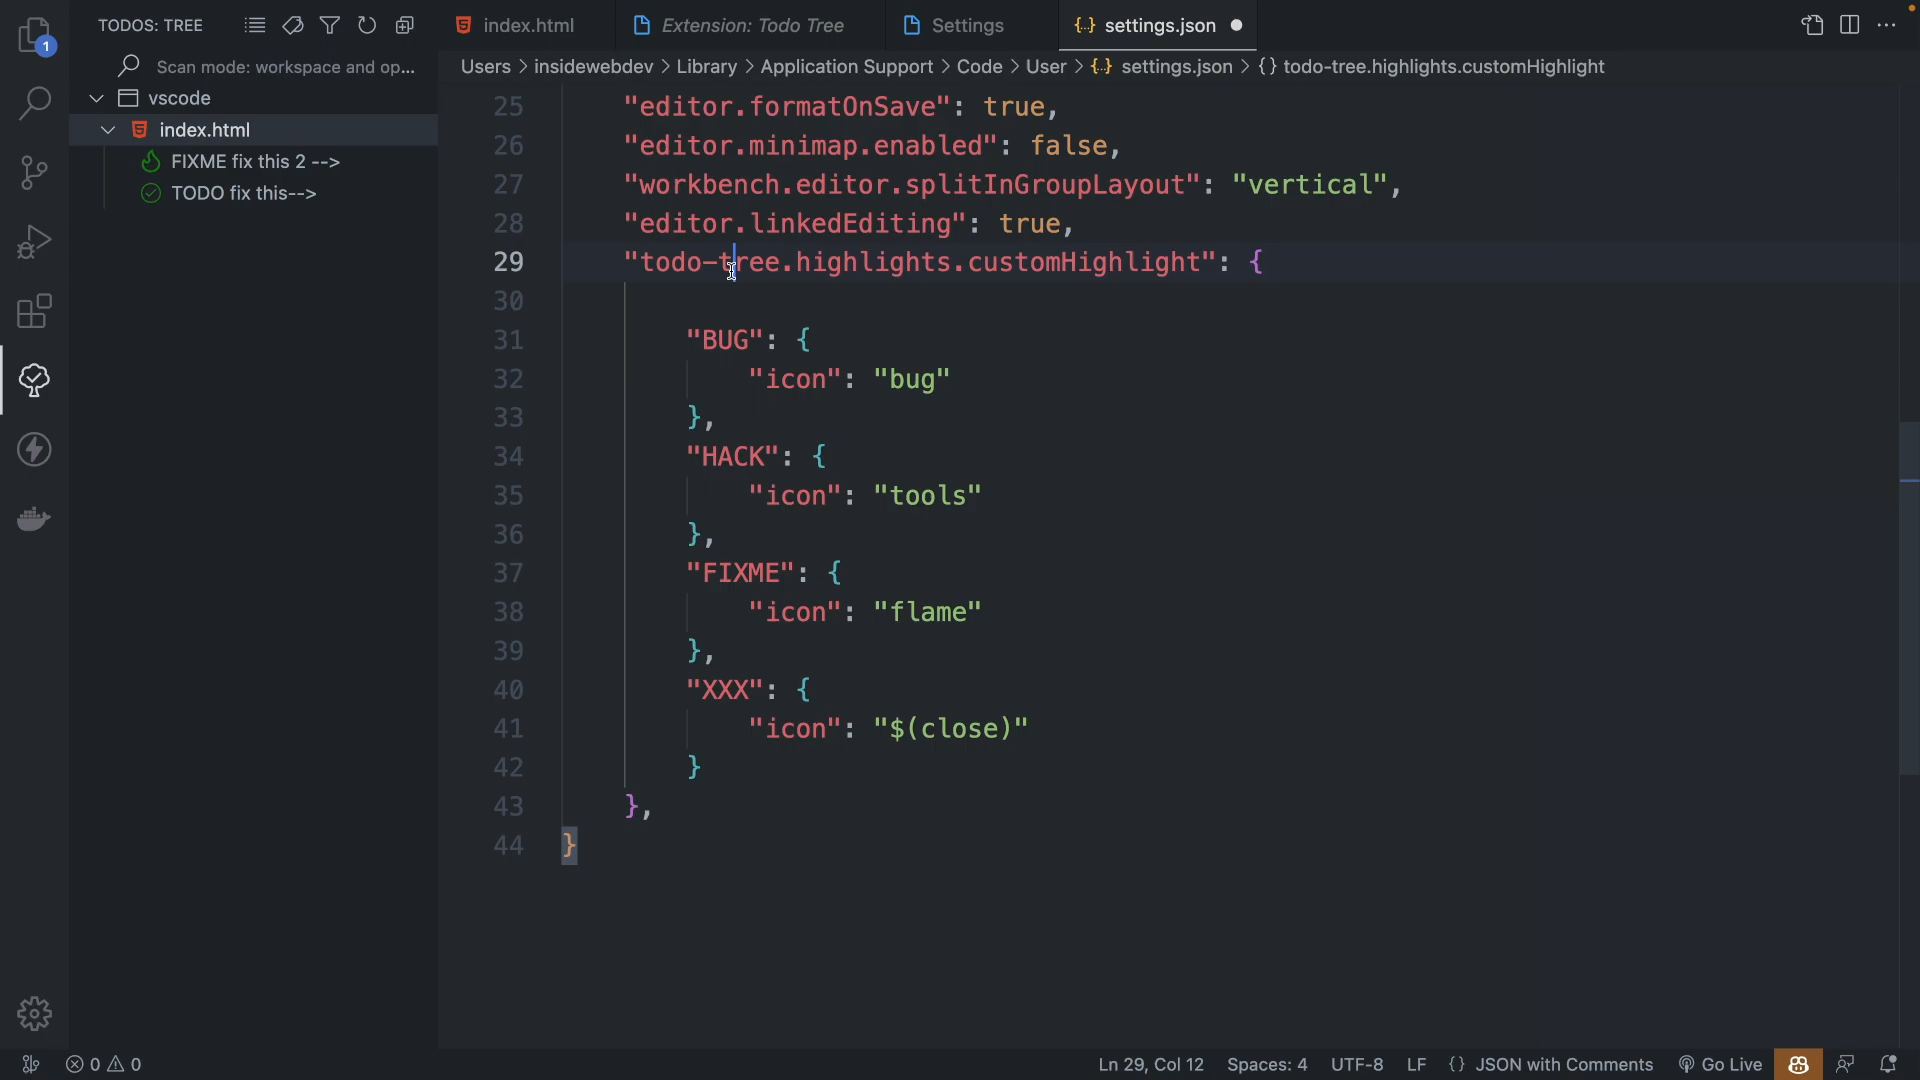 TODOS: TREE
index.html
Extension: Todo Tree
Settings
{..} settings.json
Scan mode: workspace and op...
Users > insidewebdev > Library > Application Support > Code > User > {..} settings.json > {} todo-tree.highlights.customHighlight
1
vscode
index.html
FIXME fix this 2 -->
TODO fix this-->
25 "editor.formatOnSave": true,
26 "editor.minimap.enabled": false,
27 "workbench.editor.splitInGroupLayout": "vertical",
28 "editor.linkedEditing": true,
29 "todo-tree.highlights.customHighlight": {
30
31 "BUG": {
32 "icon": "bug"
33 },
34 "HACK": {
35 "icon": "tools"
36 },
37 "FIXME": {
38 "icon": "flame"
39 },
40 "XXX": {
41 "icon": "$(close)"
42 }
43 },
44 }
0 0
Ln 29, Col 12
Spaces: 4
UTF-8
LF
{} JSON with Comments
Go Live